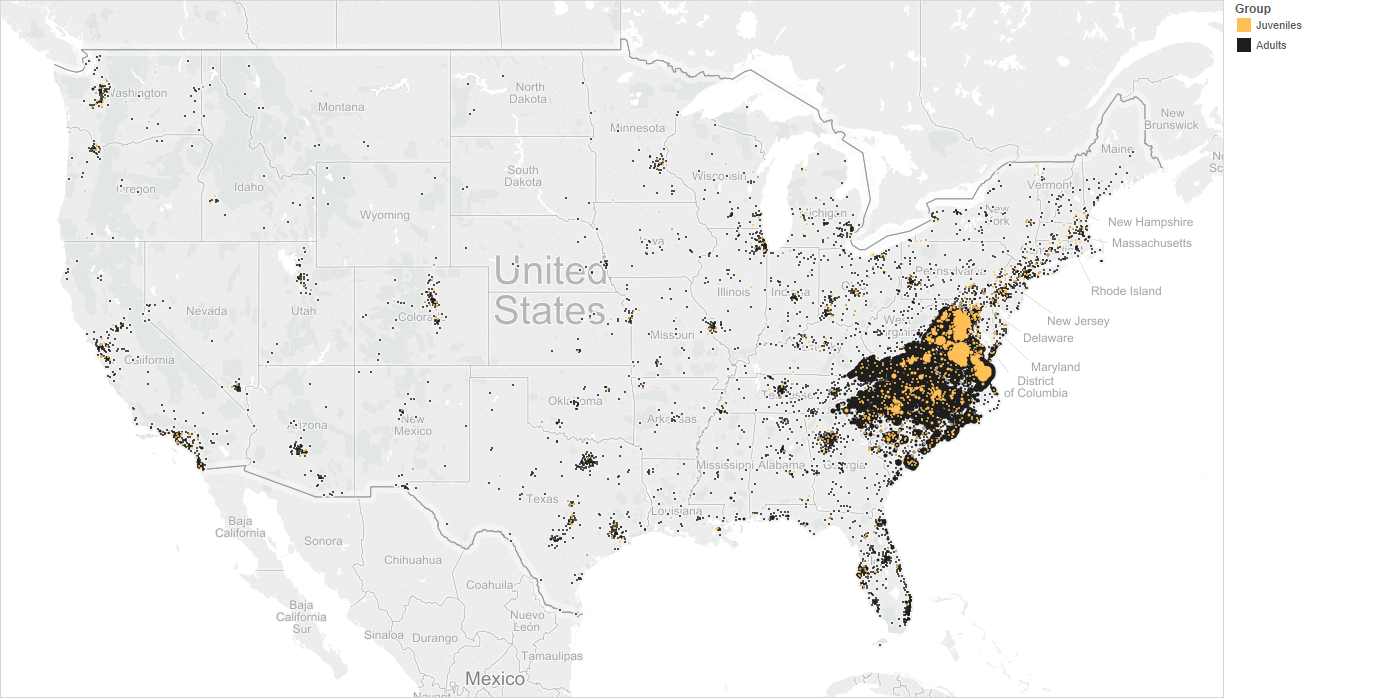 Group
Juveniles
Adults
Washington
Montana
North
Dakota
Minnesota
New
Brunswick
Maine
Oregon
Idaho
South
Dakota
Wisconsin
Michigan
Vermont
Wyoming
New
York
New Hampshire
Massachusetts
Iowa
United
States
Pennsylvania
Rhode Island
Nevada
Utah
Colorado
Illinois
Indiana
New Jersey
Delaware
Missouri
West
Virginia
California
Maryland
District
of Columbia
Arizona
New
Mexico
Oklahoma
Arkansas
Tennessee
Mississippi
Alabama
Georgia
Texas
Louisiana
Baja
California
Sonora
Chihuahua
Coahuila
Baja
California
Sur
Nuevo
León
Sinaloa
Durango
Tamaulipas
Mexico